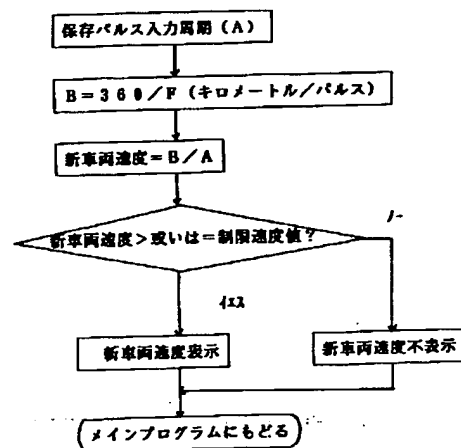 保存パルス入力周期(A)
B=360/F(キロメートル/パルス)
新車両速度=B/A
新車両速度>或いは=制限速度値?
ノー
イエス
新車両速度表示
新車両速度不表示
メインプログラムにもどる